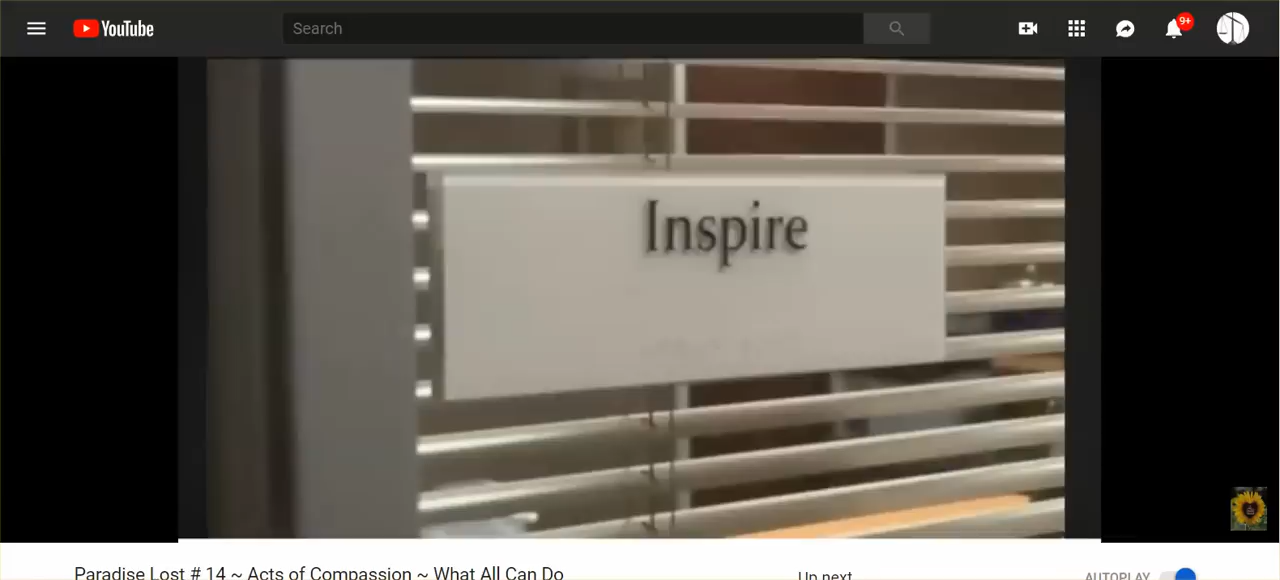 YouTube
Search
9+
Inspire
Paradise Lost # 14 ~ Acts of Compassion ~ What All Can Do
Up next
AUTOPLAY